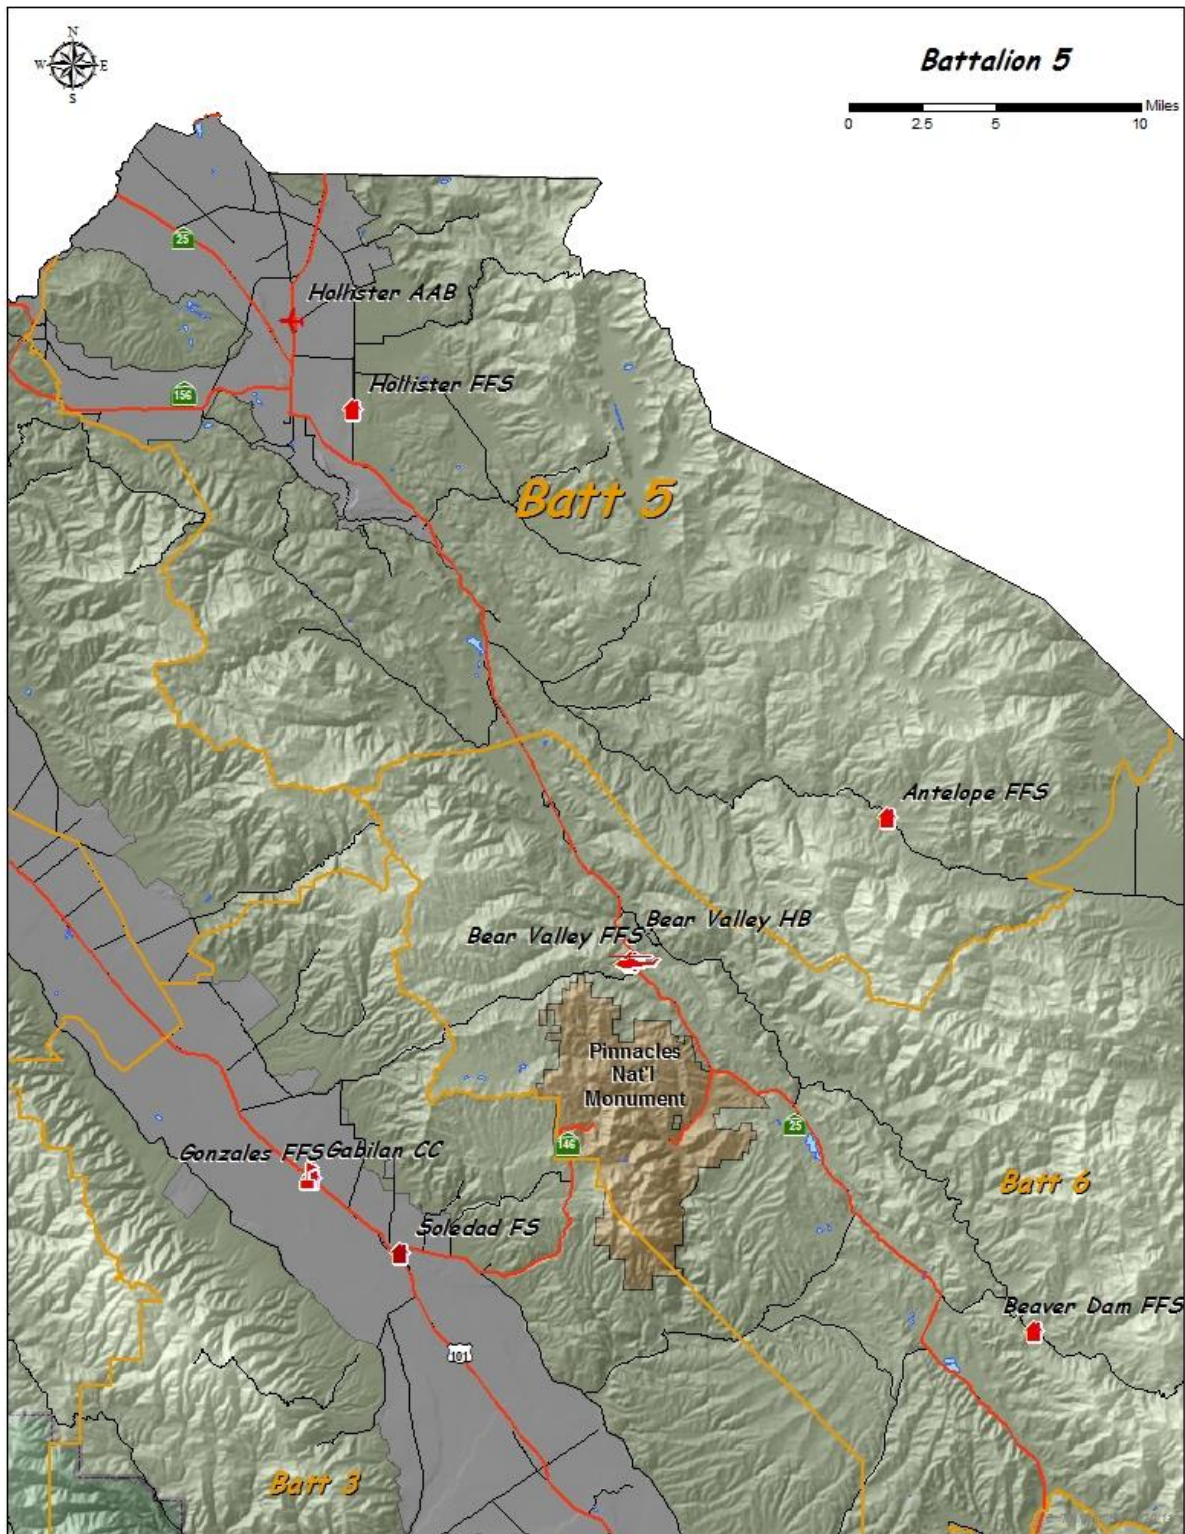 N
W E
S
Battalion 5
Miles
0 2.5 5 10
25
Hollister AAB
156
Hollister FFS
Batt 5
Antelope FFS
Bear Valley HB
Bear Valley FFS
Pinnacles
Nat'l
Monument
25
146
Gonzales FFS Gabilan CC
Batt 6
Soledad FS
Beaver Dam FFS
101
Batt 3